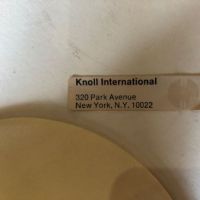 Knoll International
320 Park Avenue
New York, N.Y. 10022